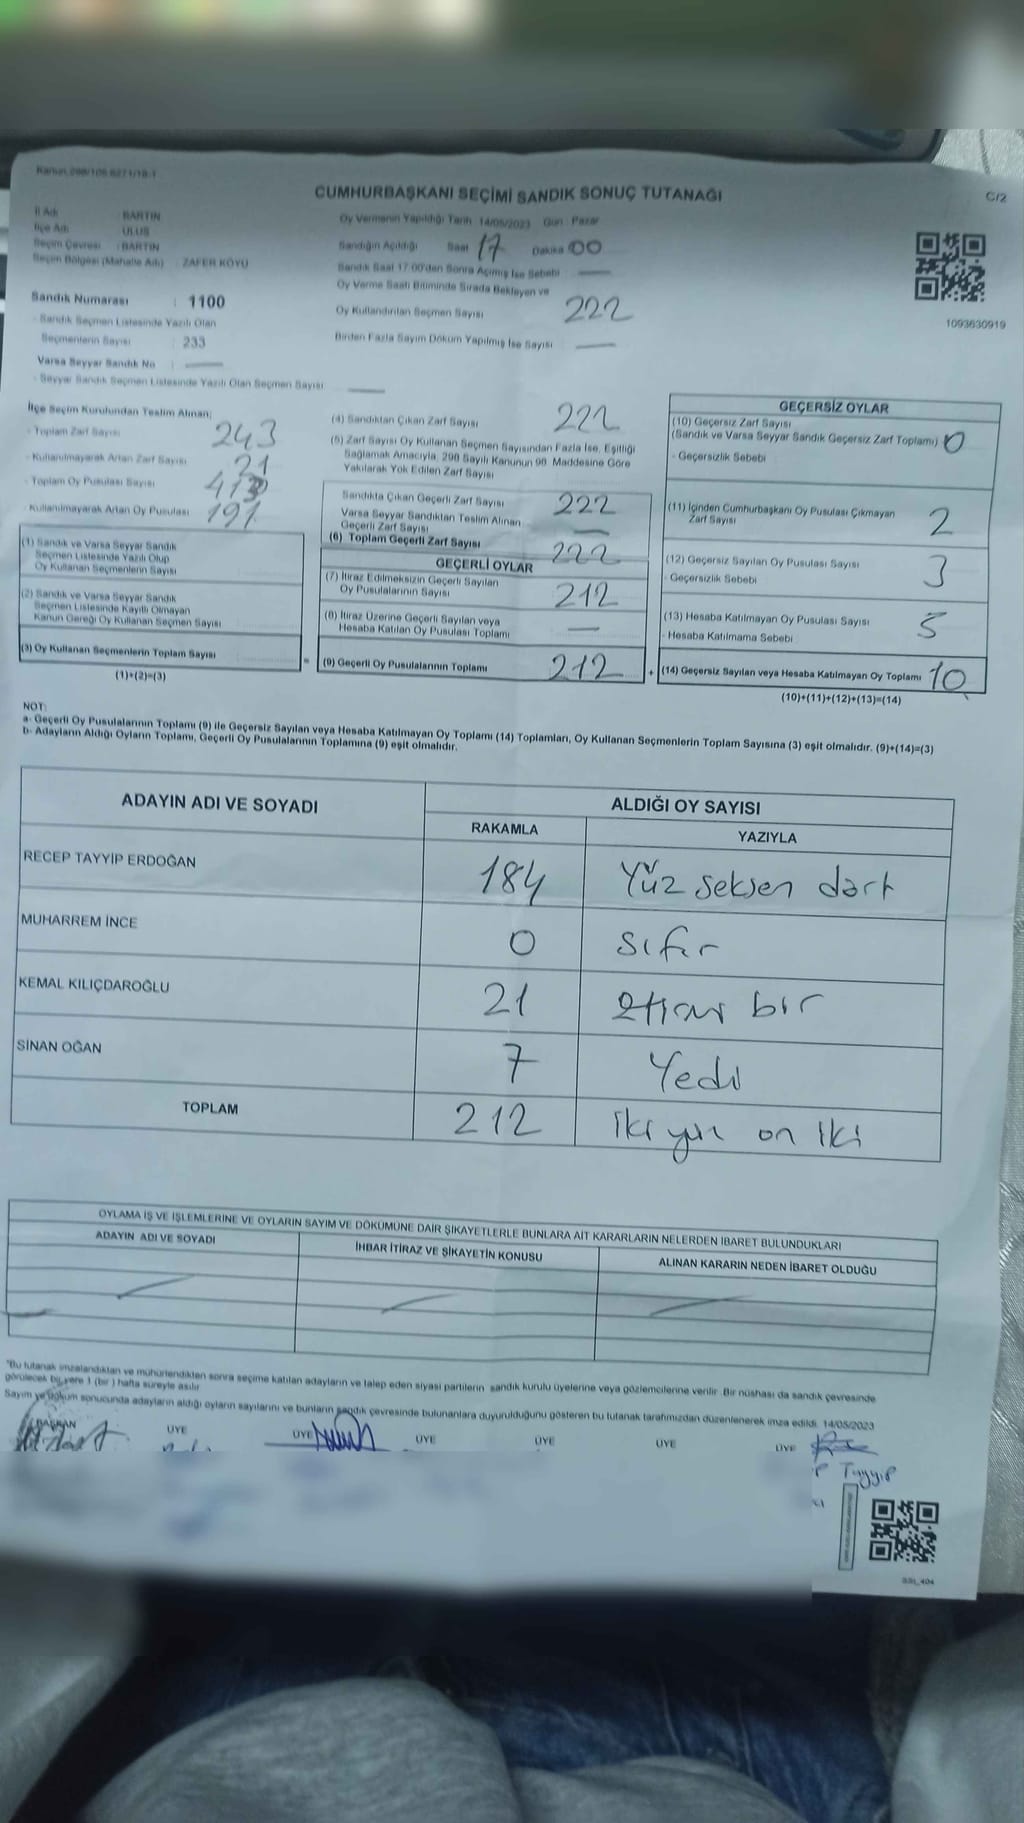 CUMHURBAŞKANI SEÇİMİ SANDIK SONUÇ TUTANAĞI
C/2
İl Adı : BARTIN
İlçe Adı : ULUS
Seçim Çevresi : BARTIN
Seçim Bölgesi (Mahalle Adı) : ZAFER KÖYÜ
Sandık Numarası : 1100
- Sandık Seçmen Listesinde Yazılı Olan
Seçmenlerin Sayısı : 233
Varsa Seyyar Sandık No :
- Seyyar Sandık Seçmen Listesinde Yazılı Olan Seçmen Sayısı
Oy Vermenin Yapıldığı Tarih 14/05/2023 Gün : Pazar
Sandığın Açıldığı Saat 17 Dakika 00
Sandık Saat 17:00'den Sonra Açılmış İse Sebebi
Oy Verme Saati Bitiminde Sırada Bekleyen ve
Oy Kullandırılan Seçmen Sayısı 222
Birden Fazla Sayım Döküm Yapılmış İse Sayısı
1093630919
İlçe Seçim Kurulundan Teslim Alınan;
- Toplam Zarf Sayısı 243
- Kullanılmayarak Artan Zarf Sayısı 21
- Toplam Oy Pusulası Sayısı 413
- Kullanılmayarak Artan Oy Pusulası 191
(1) Sandık ve Varsa Seyyar Sandık
Seçmen Listesinde Yazılı Olup
Oy Kullanan Seçmenlerin Sayısı
(2) Sandık ve Varsa Seyyar Sandık
Seçmen Listesinde Kayıtlı Olmayan
Kanun Gereği Oy Kullanan Seçmen Sayısı
(3) Oy Kullanan Seçmenlerin Toplam Sayısı
(1)+(2)=(3)
(4) Sandıktan Çıkan Zarf Sayısı 222
(5) Zarf Sayısı Oy Kullanan Seçmen Sayısından Fazla İse, Eşitliği
Sağlamak Amacıyla, 298 Sayılı Kanunun 98. Maddesine Göre
Yakılarak Yok Edilen Zarf Sayısı
Sandıkta Çıkan Geçerli Zarf Sayısı 222
Varsa Seyyar Sandıktan Teslim Alınan
Geçerli Zarf Sayısı
(6) Toplam Geçerli Zarf Sayısı 222
GEÇERLİ OYLAR
(7) İtiraz Edilmeksizin Geçerli Sayılan
Oy Pusulalarının Sayısı 212
(8) İtiraz Üzerine Geçerli Sayılan veya
Hesaba Katılan Oy Pusulası Toplamı
= (9) Geçerli Oy Pusulalarının Toplamı 212
GEÇERSİZ OYLAR
(10) Geçersiz Zarf Sayısı
(Sandık ve Varsa Seyyar Sandık Geçersiz Zarf Toplamı) 0
- Geçersizlik Sebebi
(11) İçinden Cumhurbaşkanı Oy Pusulası Çıkmayan
Zarf Sayısı 2
(12) Geçersiz Sayılan Oy Pusulası Sayısı 3
- Geçersizlik Sebebi
(13) Hesaba Katılmayan Oy Pusulası Sayısı 5
- Hesaba Katılmama Sebebi
+ (14) Geçersiz Sayılan veya Hesaba Katılmayan Oy Toplamı 10
(10)+(11)+(12)+(13)=(14)
NOT:
a- Geçerli Oy Pusulalarının Toplamı (9) ile Geçersiz Sayılan veya Hesaba Katılmayan Oy Toplamı (14) Toplamları, Oy Kullanan Seçmenlerin Toplam Sayısına (3) eşit olmalıdır. (9)+(14)=(3)
b- Adayların Aldığı Oyların Toplamı, Geçerli Oy Pusulalarının Toplamına (9) eşit olmalıdır.
ADAYIN ADI VE SOYADI ALDIĞI OY SAYISI
RAKAMLA YAZIYLA
RECEP TAYYİP ERDOĞAN 184 Yüz seksen dört
MUHARREM İNCE 0 sıfır
KEMAL KILIÇDAROĞLU 21 bir
SİNAN OĞAN 7 Yedi
TOPLAM 212 iki yüz on iki
OYLAMA İŞ VE İŞLEMLERİNE VE OYLARIN SAYIM VE DÖKÜMÜNE DAİR ŞİKAYETLERLE BUNLARA AİT KARARLARIN NELERDEN İBARET BULUNDUKLARI
ADAYIN ADI VE SOYADI İHBAR İTİRAZ VE ŞİKAYETİN KONUSU ALINAN KARARIN NEDEN İBARET OLDUĞU
*Bu tutanak imzalandıktan ve mühürlendikten sonra seçime katılan adayların ve talep eden siyasi partilerin sandık kurulu üyelerine veya gözlemcilerine verilir. Bir nüshası da sandık çevresinde
görülecek bir yere 1 (bir) hafta süreyle asılır.
Sayım ve döküm sonucunda adayların aldığı oyların sayılarını ve bunların sandık çevresinde bulunanlara duyurulduğunu gösteren bu tutanak tarafımızdan düzenlenerek imza edildi. 14/05/2023
BAŞKAN ÜYE ÜYE ÜYE ÜYE ÜYE ÜYE
Tayyip